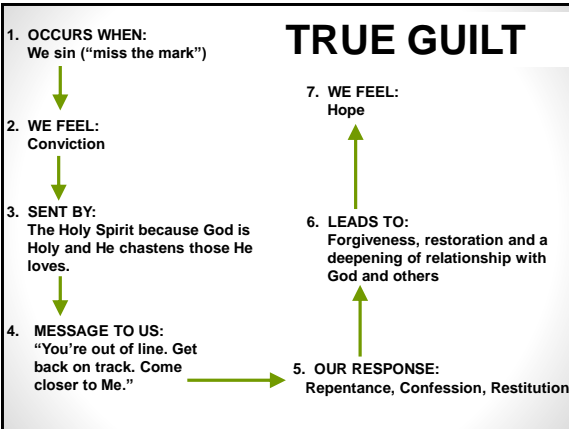 TRUE GUILT
1. OCCURS WHEN:
We sin (“miss the mark”)
2. WE FEEL:
Conviction
3. SENT BY:
The Holy Spirit because God is
Holy and He chastens those He
loves.
4. MESSAGE TO US:
“You’re out of line. Get
back on track. Come
closer to Me.”
5. OUR RESPONSE:
Repentance, Confession, Restitution
6. LEADS TO:
Forgiveness, restoration and a
deepening of relationship with
God and others
7. WE FEEL:
Hope